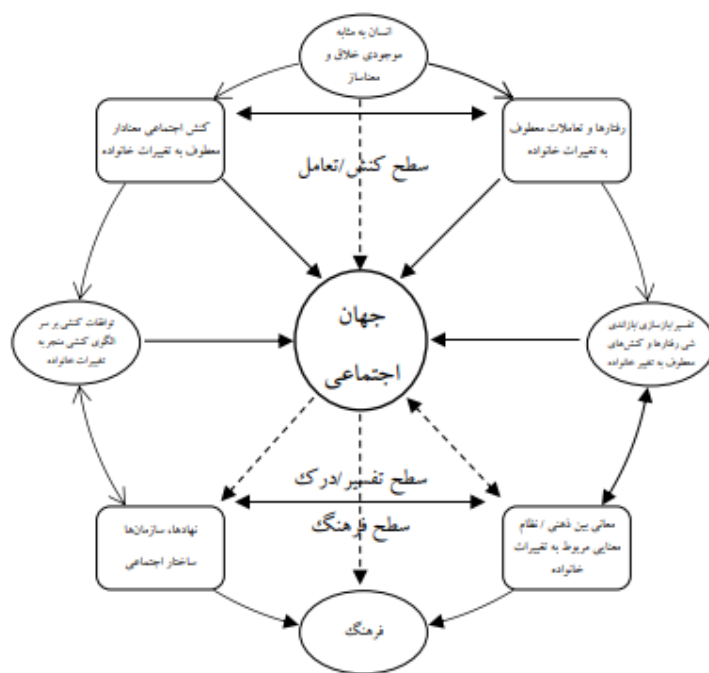 انسان به مثابه
موجودی خلاق و
معناساز
رفتارها و تعاملات معطوف
به تغییرات خانواده
کنش اجتماعی معنادار
معطوف به تغییرات خانواده
سطح کنش/تعامل
تفسیر/بازسازی/بازاندی
شی رفتارها و کنش‌های
معطوف به تغییر خانواده
جهان
اجتماعی
توافقات کنشی بر سر
الگوی کنشی منجر به
تغییرات خانواده
سطح تفسیر/درک
سطح فرهنگ
معانی بین ذهنی / نظام
معنایی مربوط به تغییرات
خانواده
نهادها، سازمان‌ها
ساختار اجتماعی
فرهنگ